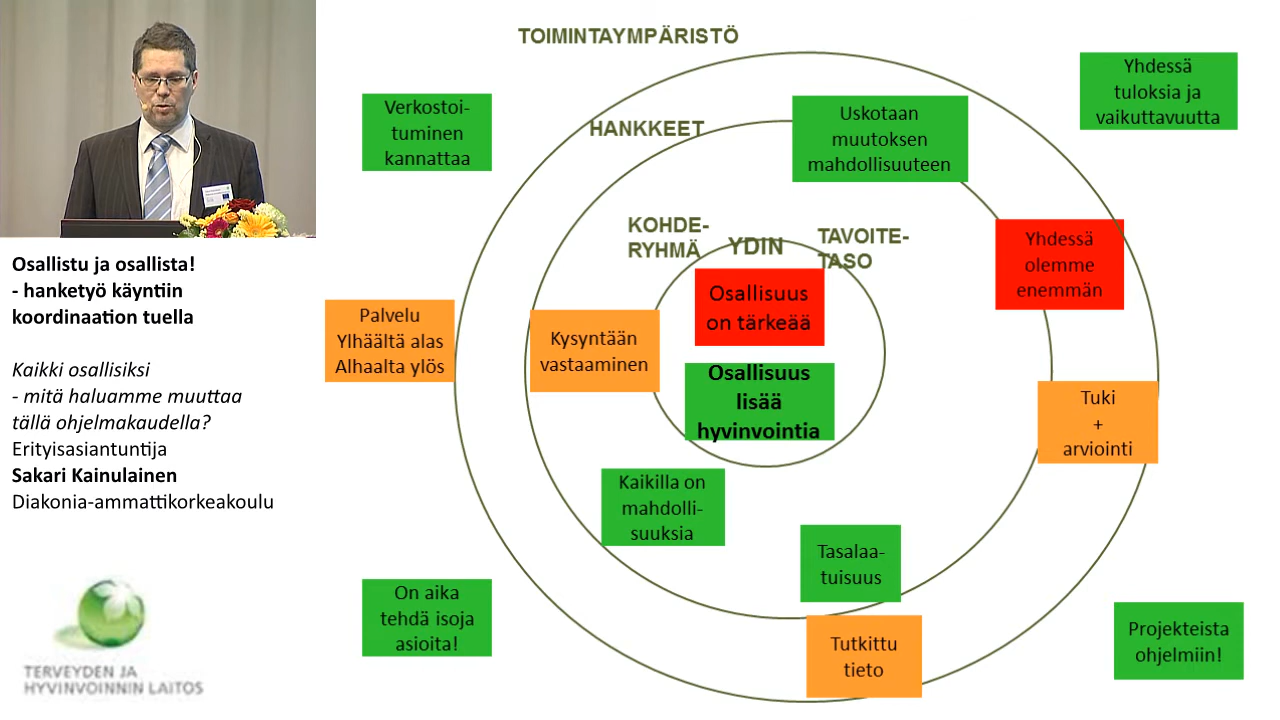 Osallistu ja osallista!
- hanketyö käyntiin
koordinaation tuella
Kaikki osallisiksi
- mitä haluamme muuttaa
tällä ohjelmakaudella?
Erityisasiantuntija
Sakari Kainulainen
Diakonia-ammattikorkeakoulu
TERVEYDEN JA
HYVINVOINNIN LAITOS
TOIMINTAYMPÄRISTÖ
Verkostoi-
tuminen
kannattaa
HANKKEET
Uskotaan
muutoksen
mahdollisuuteen
Yhdessä
tuloksia ja
vaikuttavuutta
KOHDE-
RYHMÄ
YDIN
TAVOITE-
TASO
Yhdessä
olemme
enemmän
Osallisuus
on tärkeää
Palvelu
Ylhäältä alas
Alhaalta ylös
Kysyntään
vastaaminen
Osallisuus
lisää
hyvinvointia
Tuki
+
arviointi
Kaikilla on
mahdolli-
suuksia
Tasalaa-
tuisuus
On aika
tehdä isoja
asioita!
Tutkittu
tieto
Projekteista
ohjelmiin!